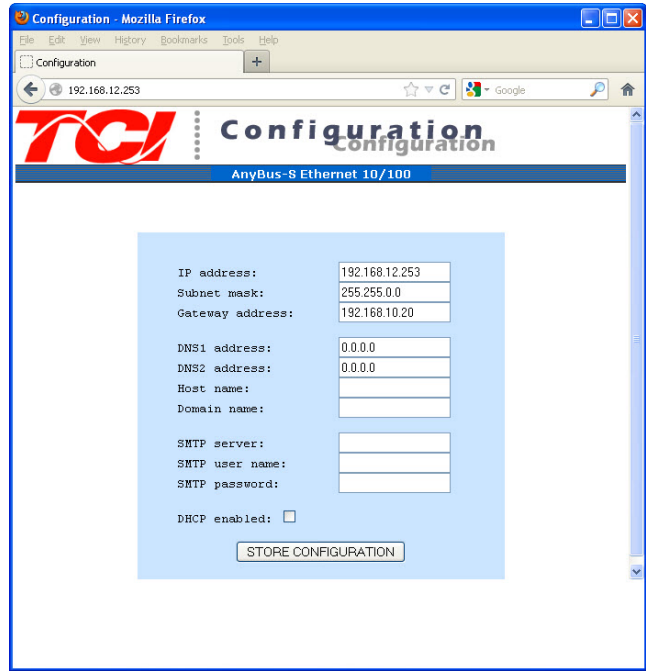 Configuration - Mozilla Firefox
File Edit View History Bookmarks Tools Help
Configuration +
192.168.12.253 Google
TCI Configuration
Configuration
AnyBus-S Ethernet 10/100
IP address: 192.168.12.253
Subnet mask: 255.255.0.0
Gateway address: 192.168.10.20
DNS1 address: 0.0.0.0
DNS2 address: 0.0.0.0
Host name:
Domain name:
SMTP server:
SMTP user name:
SMTP password:
DHCP enabled:
STORE CONFIGURATION